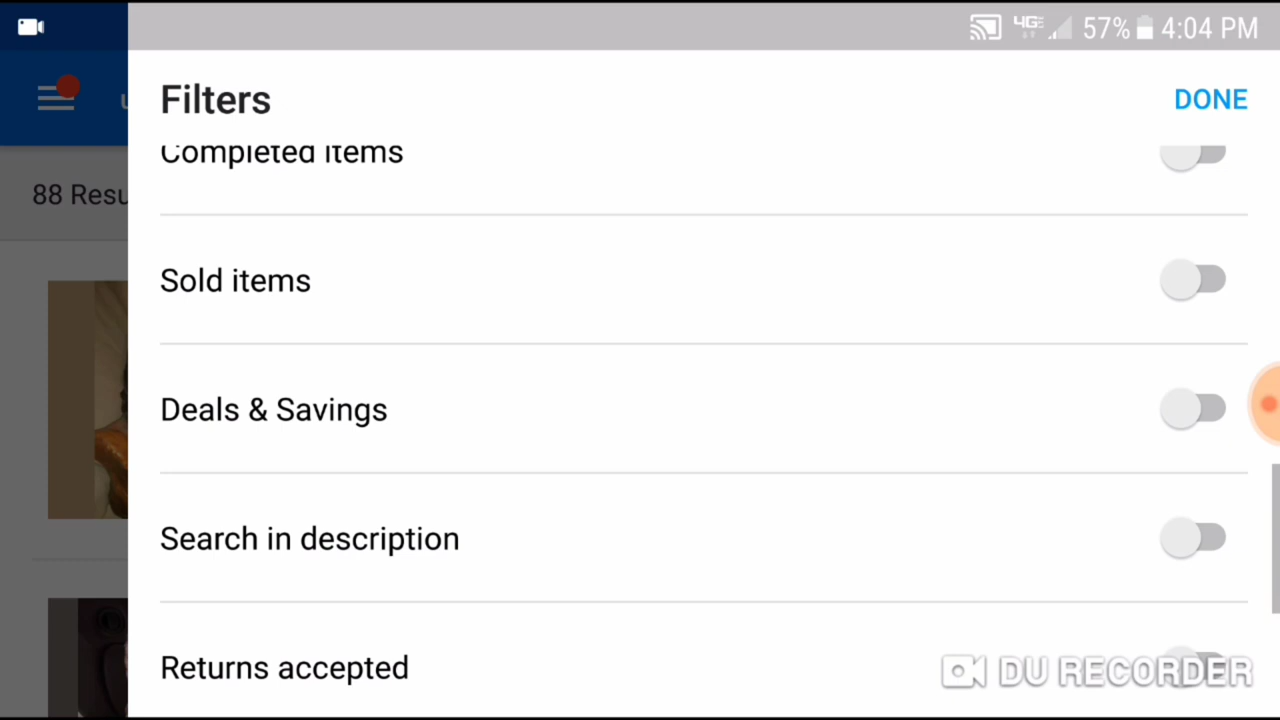 4GE 57% 4:04 PM
Filters DONE
Completed items
88 Resu
Sold items
Deals & Savings
Search in description
Returns accepted
DU RECORDER